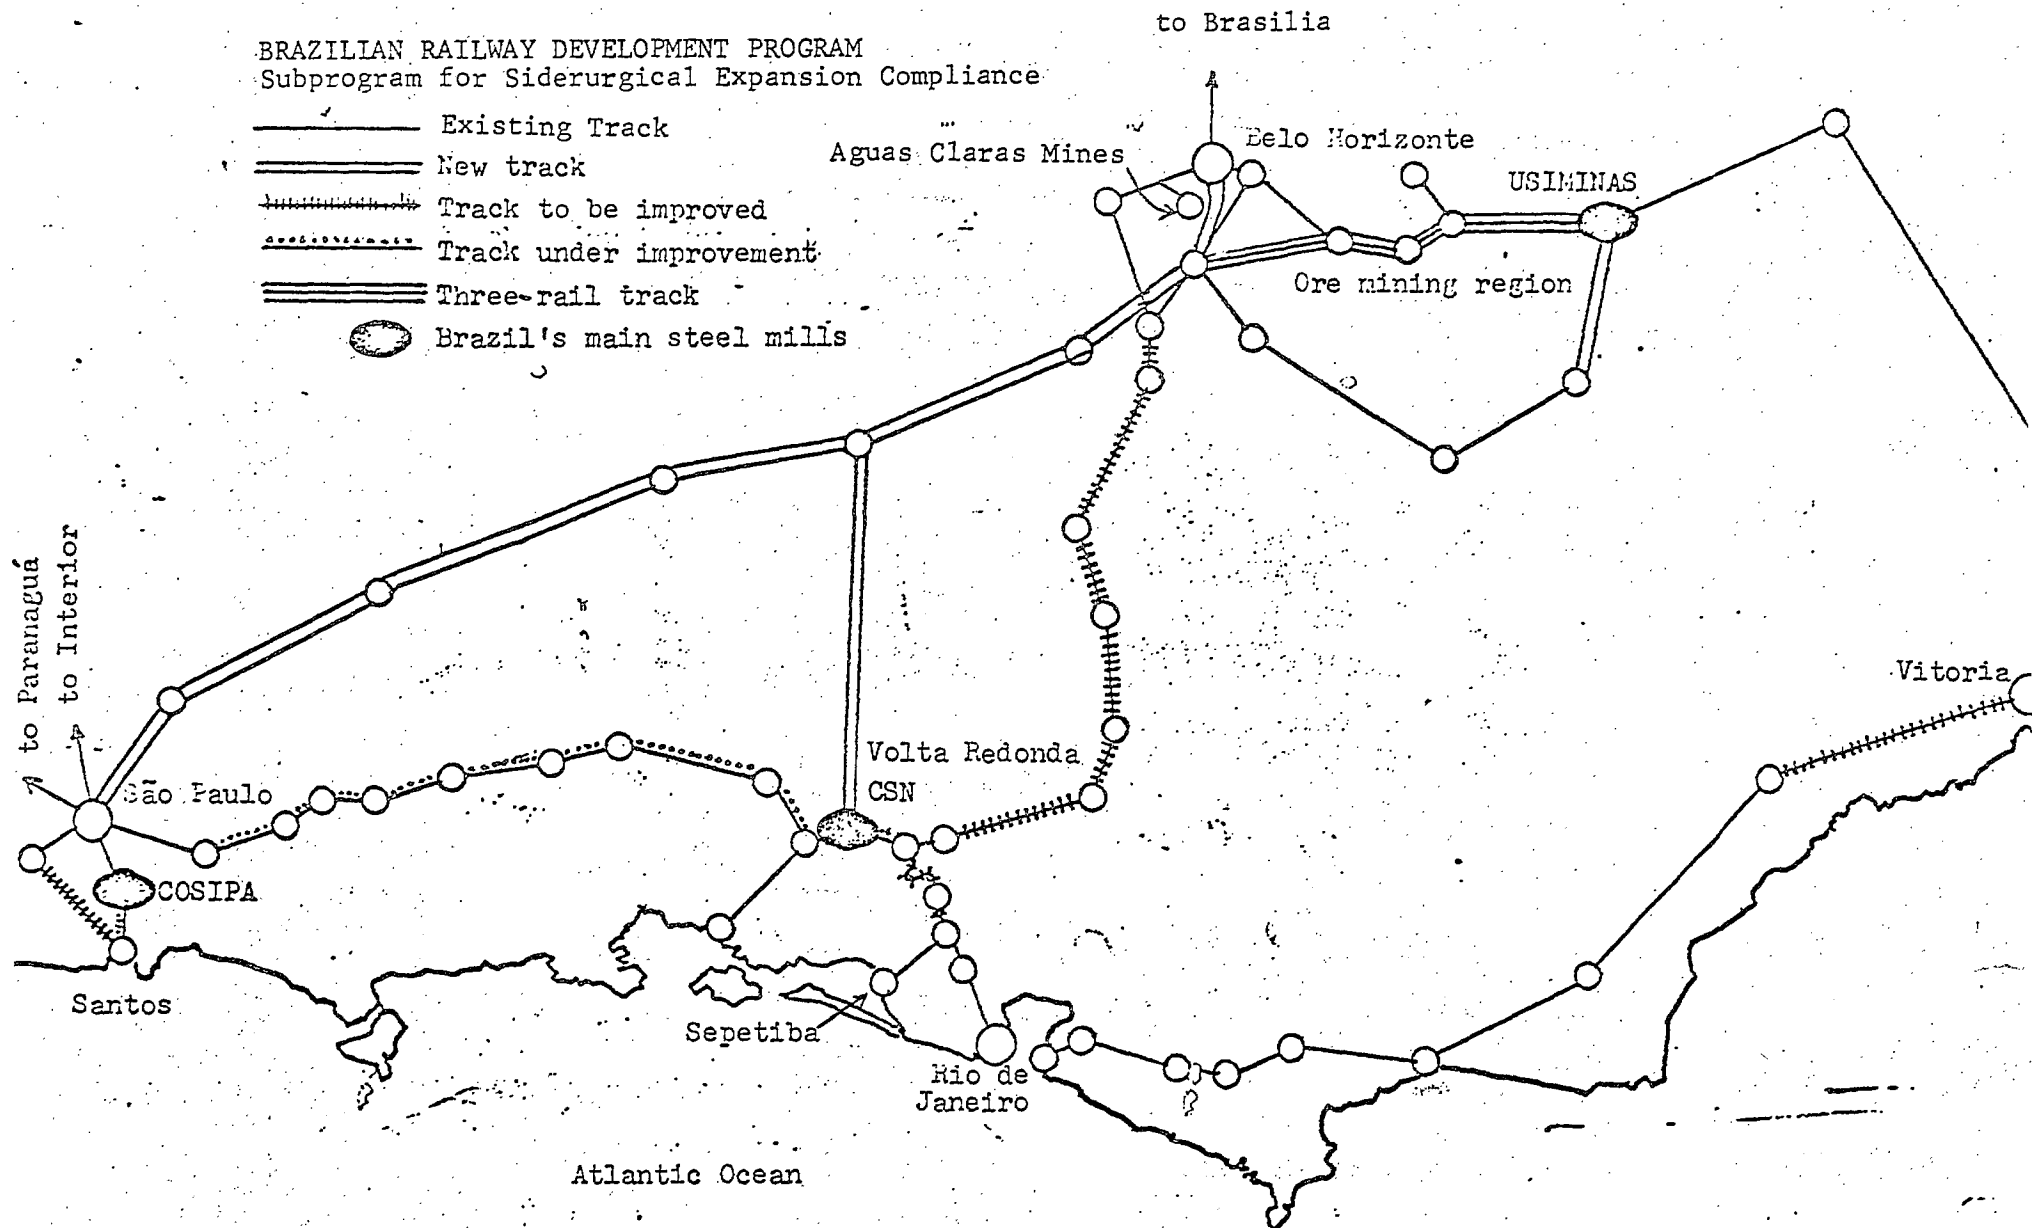 to Brasilia
BRAZILIAN RAILWAY DEVELOPMENT PROGRAM
Subprogram for Siderurgical Expansion Compliance
Existing Track
New track
Track to be improved
Track under improvement
Three-rail track
Brazil's main steel mills
Aguas Claras Mines
Belo Horizonte
USIMINAS
Ore mining region
to Paranaguá
to Interior
São Paulo
COSIPA
Santos
Volta Redonda
CSN
Vitoria
Sepetiba
Rio de
Janeiro
Atlantic Ocean